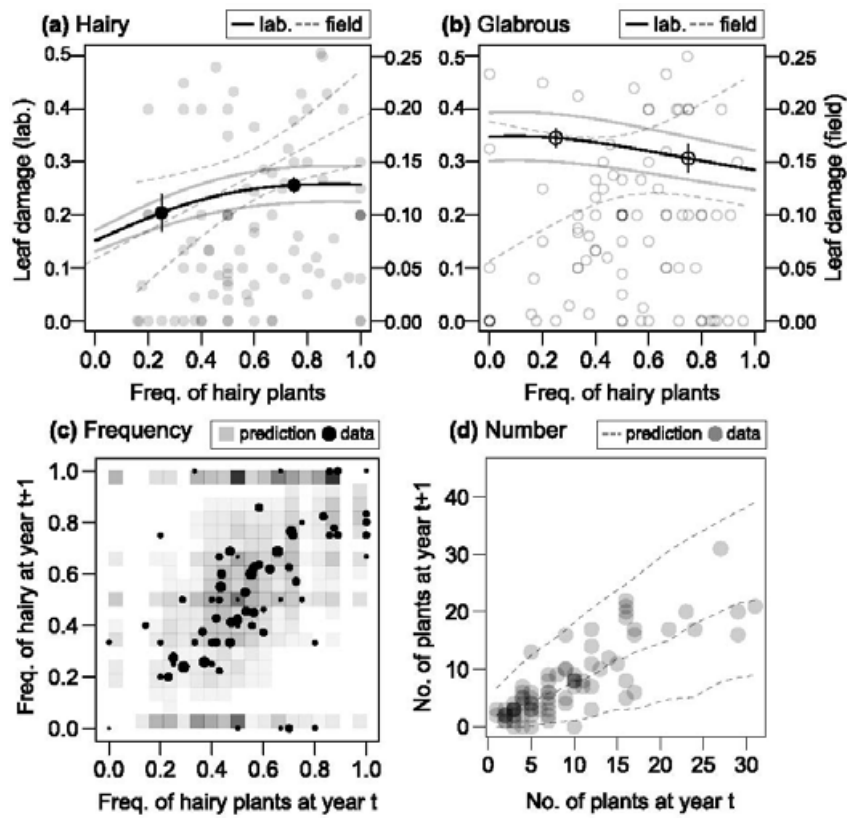 (a) Hairy
lab. field
(b) Glabrous
lab. field
Leaf damage (lab.)
0.5
0.4
0.3
0.2
0.1
0.0
0.25
0.20
0.15
0.10
0.05
0.00
0.0 0.2 0.4 0.6 0.8 1.0
Freq. of hairy plants
0.5
0.4
0.3
0.2
0.1
0.0
0.25
0.20
0.15
0.10
0.05
0.00
Leaf damage (field)
0.0 0.2 0.4 0.6 0.8 1.0
Freq. of hairy plants
(c) Frequency
prediction data
Freq. of hairy at year t+1
1.0
0.8
0.6
0.4
0.2
0.0
0.0 0.2 0.4 0.6 0.8 1.0
Freq. of hairy plants at year t
(d) Number
prediction data
No. of plants at year t+1
40
30
20
10
0
0 5 10 15 20 25 30
No. of plants at year t